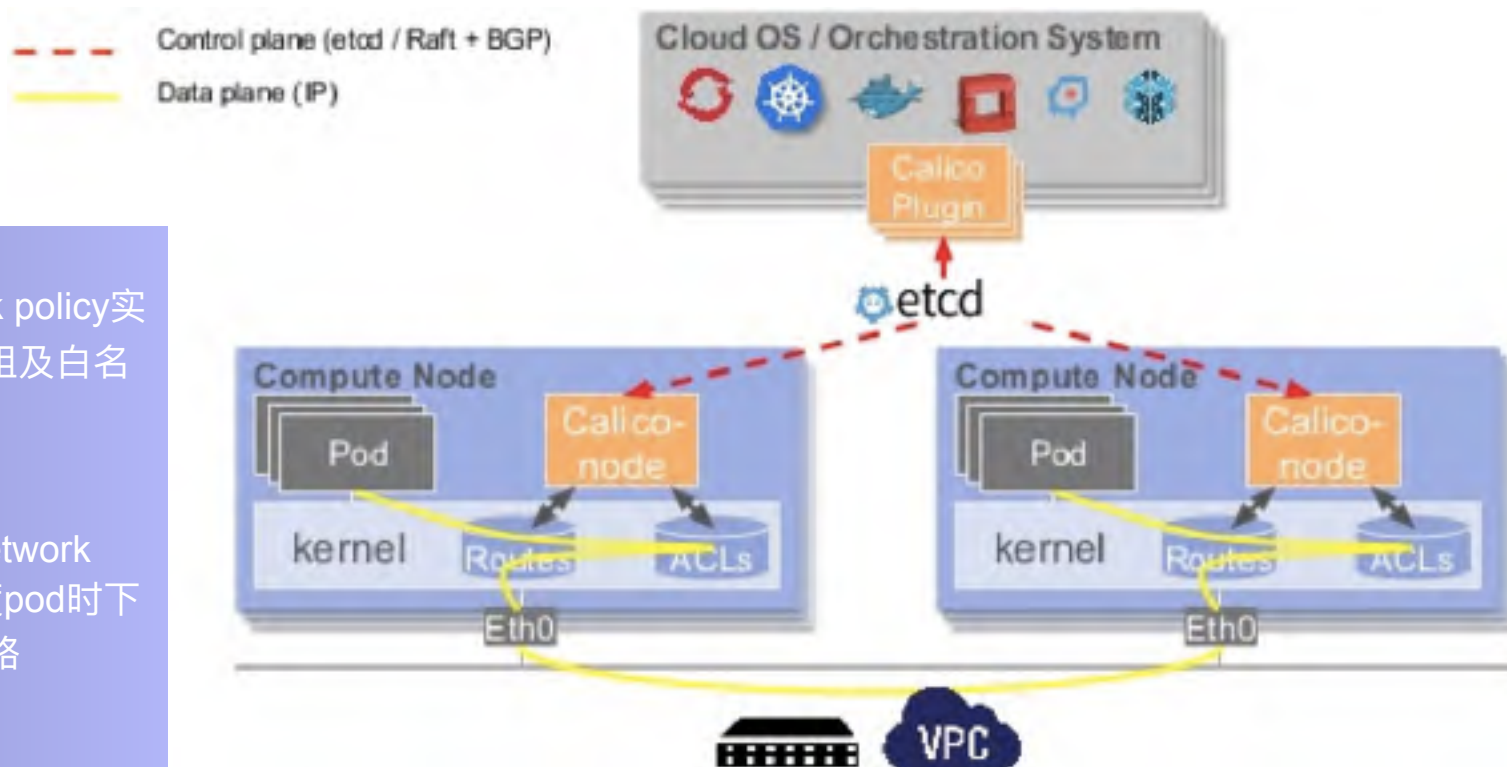 Control plane (etcd / Raft + BGP)
Data plane (IP)
Cloud OS / Orchestration System
Calico
Plugin
etcd
k policy实
组及白名
etwork
pod时下
略
Compute Node
Pod
Calico-
node
kernel
Routes
ACLs
Eth0
Compute Node
Pod
Calico-
node
kernel
Routes
ACLs
Eth0
VPC